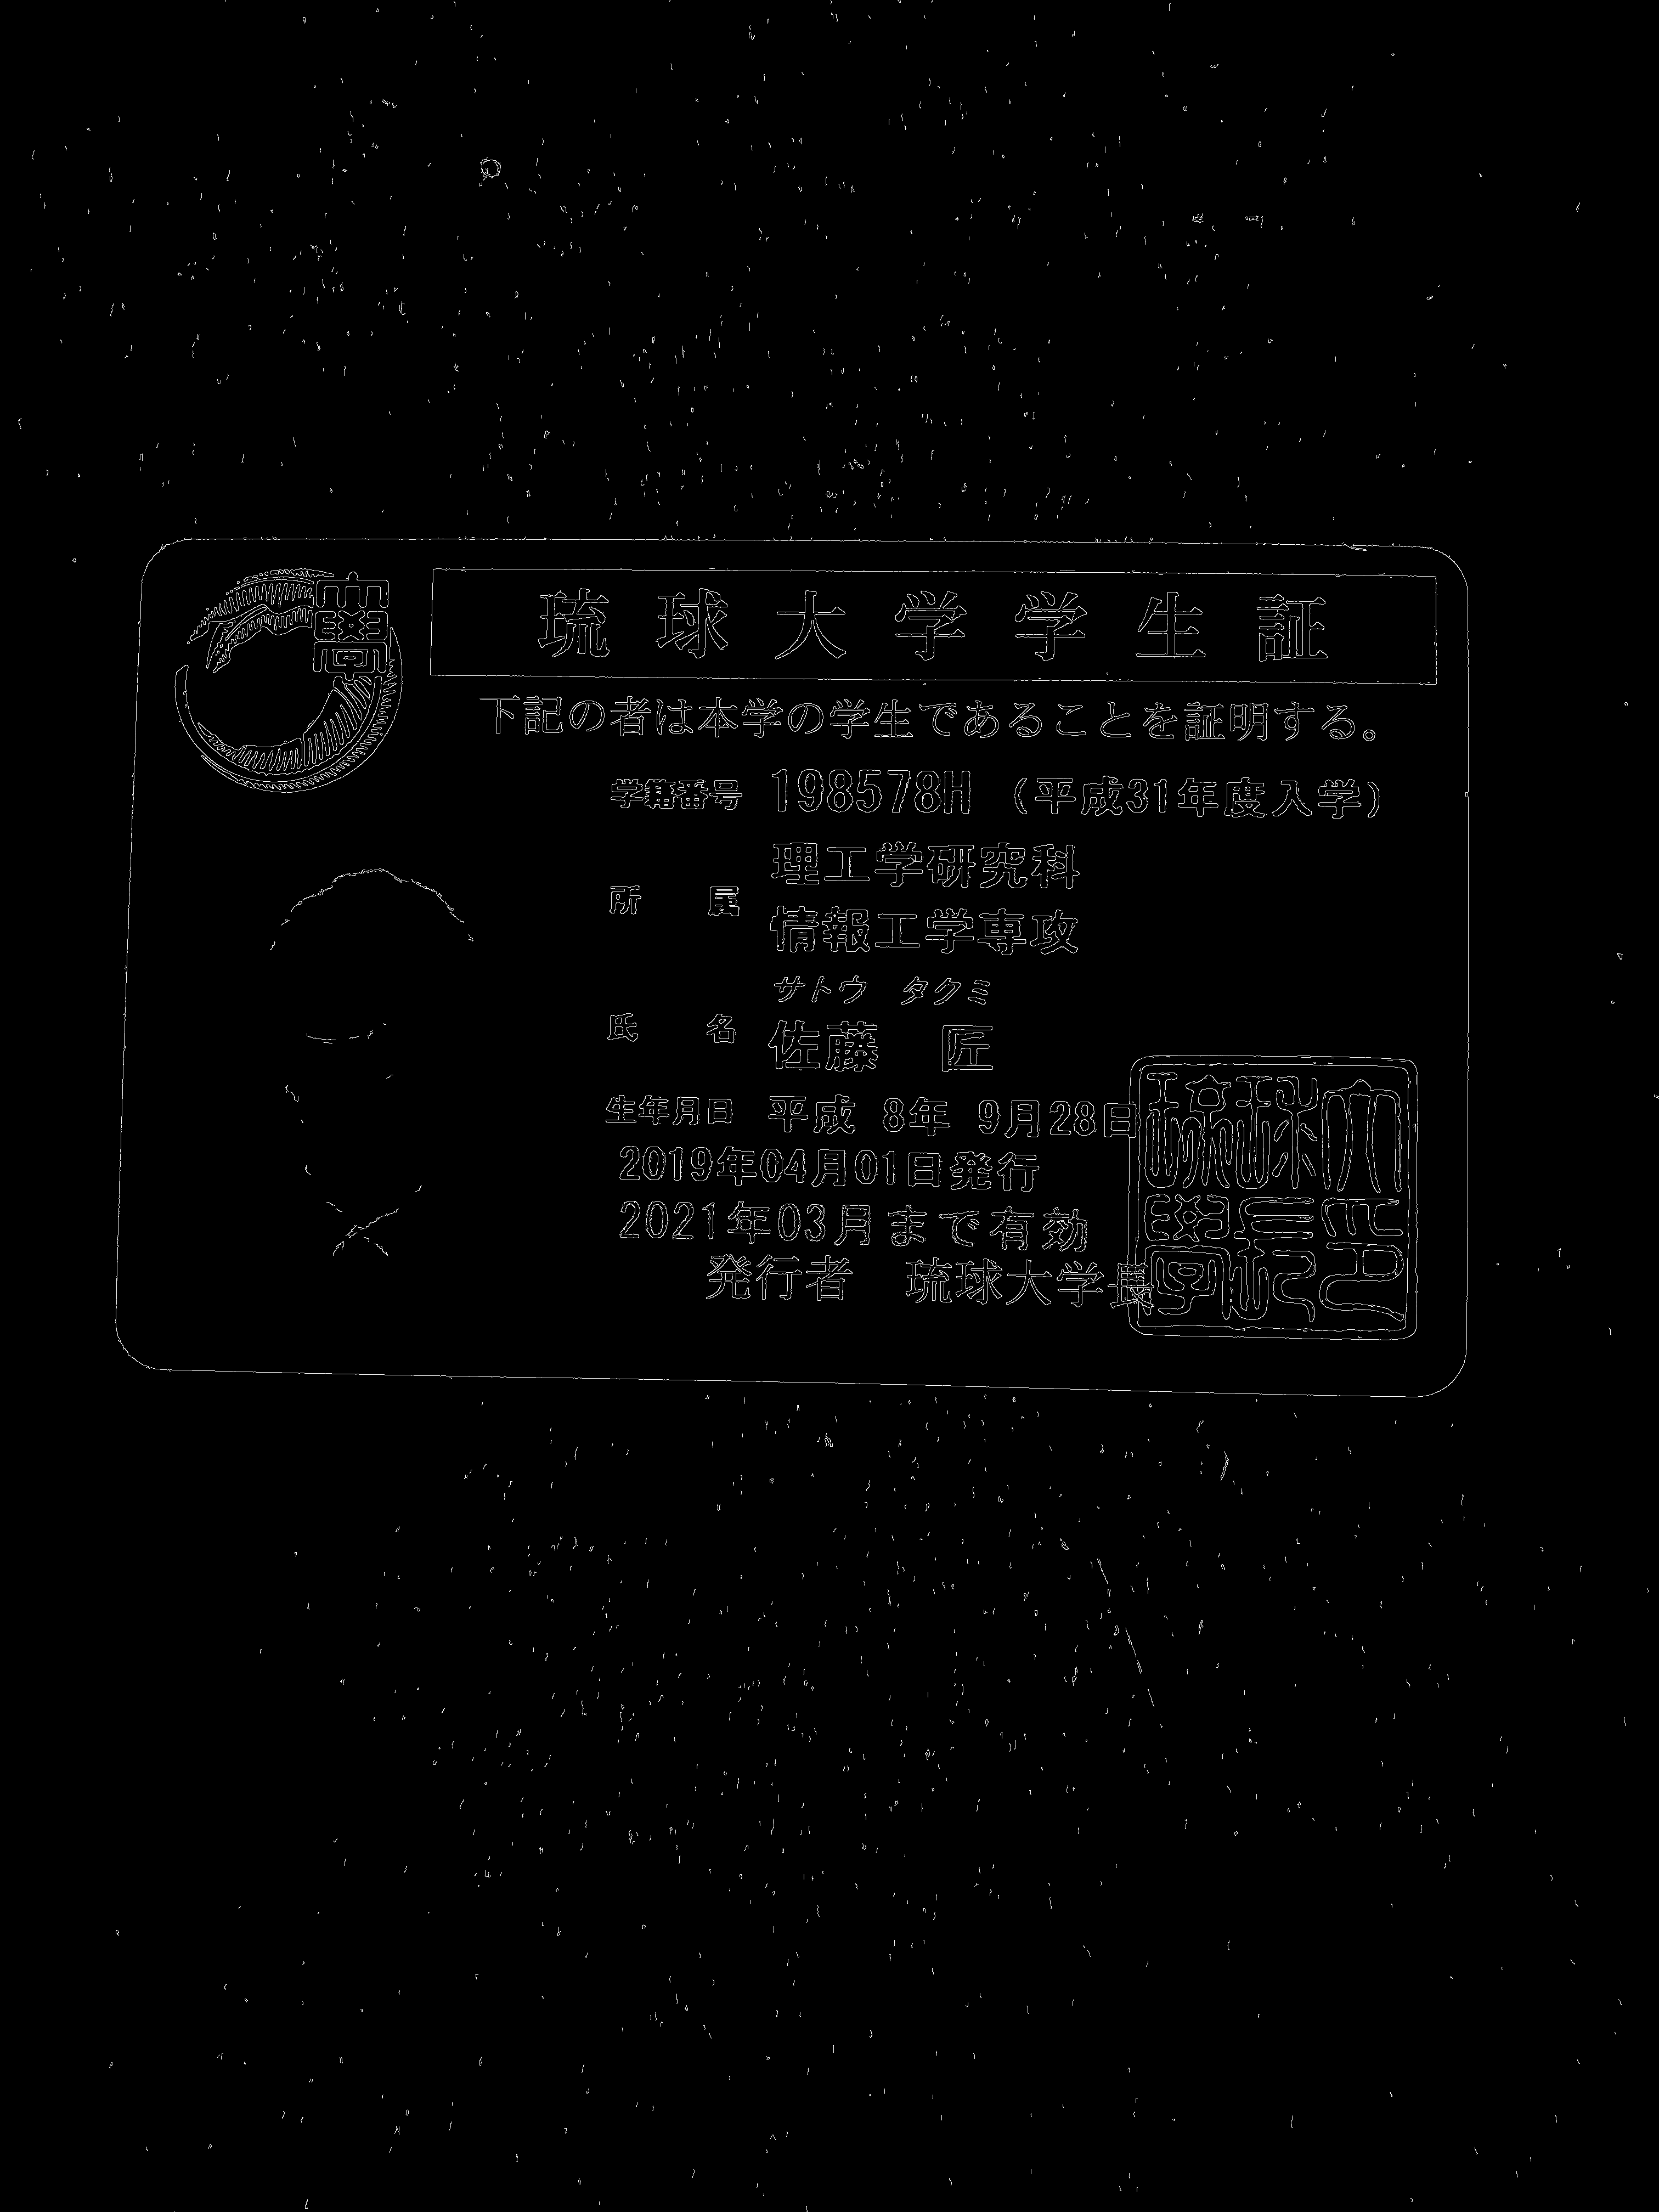 琉球大学学生証
下記の者は本学の学生であることを証明する。
学籍番号 198578H (平成31年度入学)
所属 理工学研究科
情報工学専攻
サトウ タクミ
氏名 佐藤 匠
生年月日 平成 8年 9月28日
2019年04月01日発行
2021年03月まで有効
発行者 琉球大学長
大學
琉球大学長之印